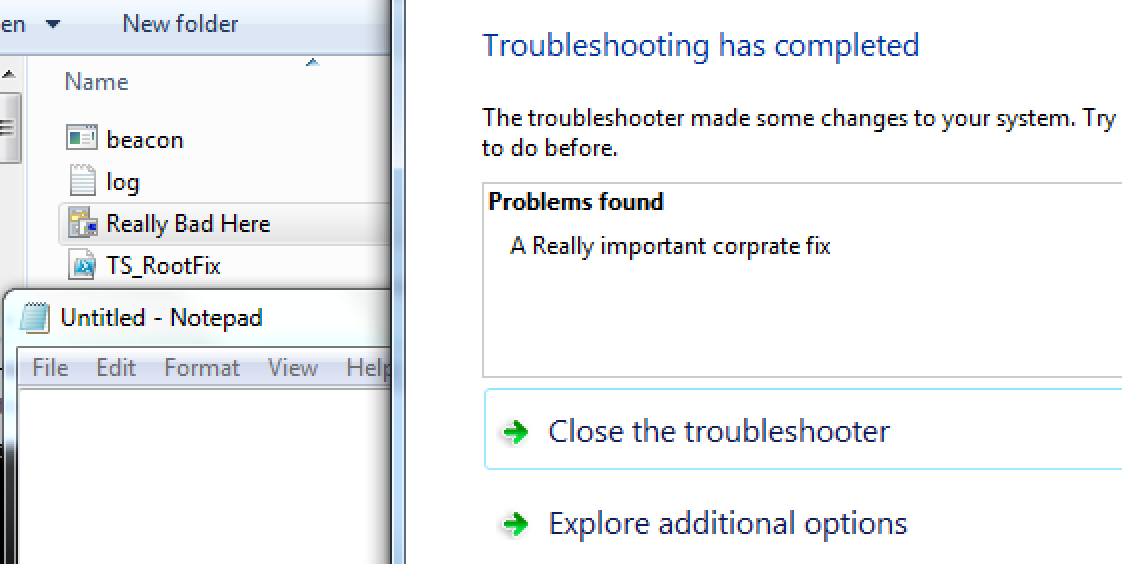 en New folder
Name
beacon
log
Really Bad Here
TS_RootFix
Untitled - Notepad
File Edit Format View Help
Troubleshooting has completed
The troubleshooter made some changes to your system. Try
to do before.
Problems found
A Really important corprate fix
Close the troubleshooter
Explore additional options